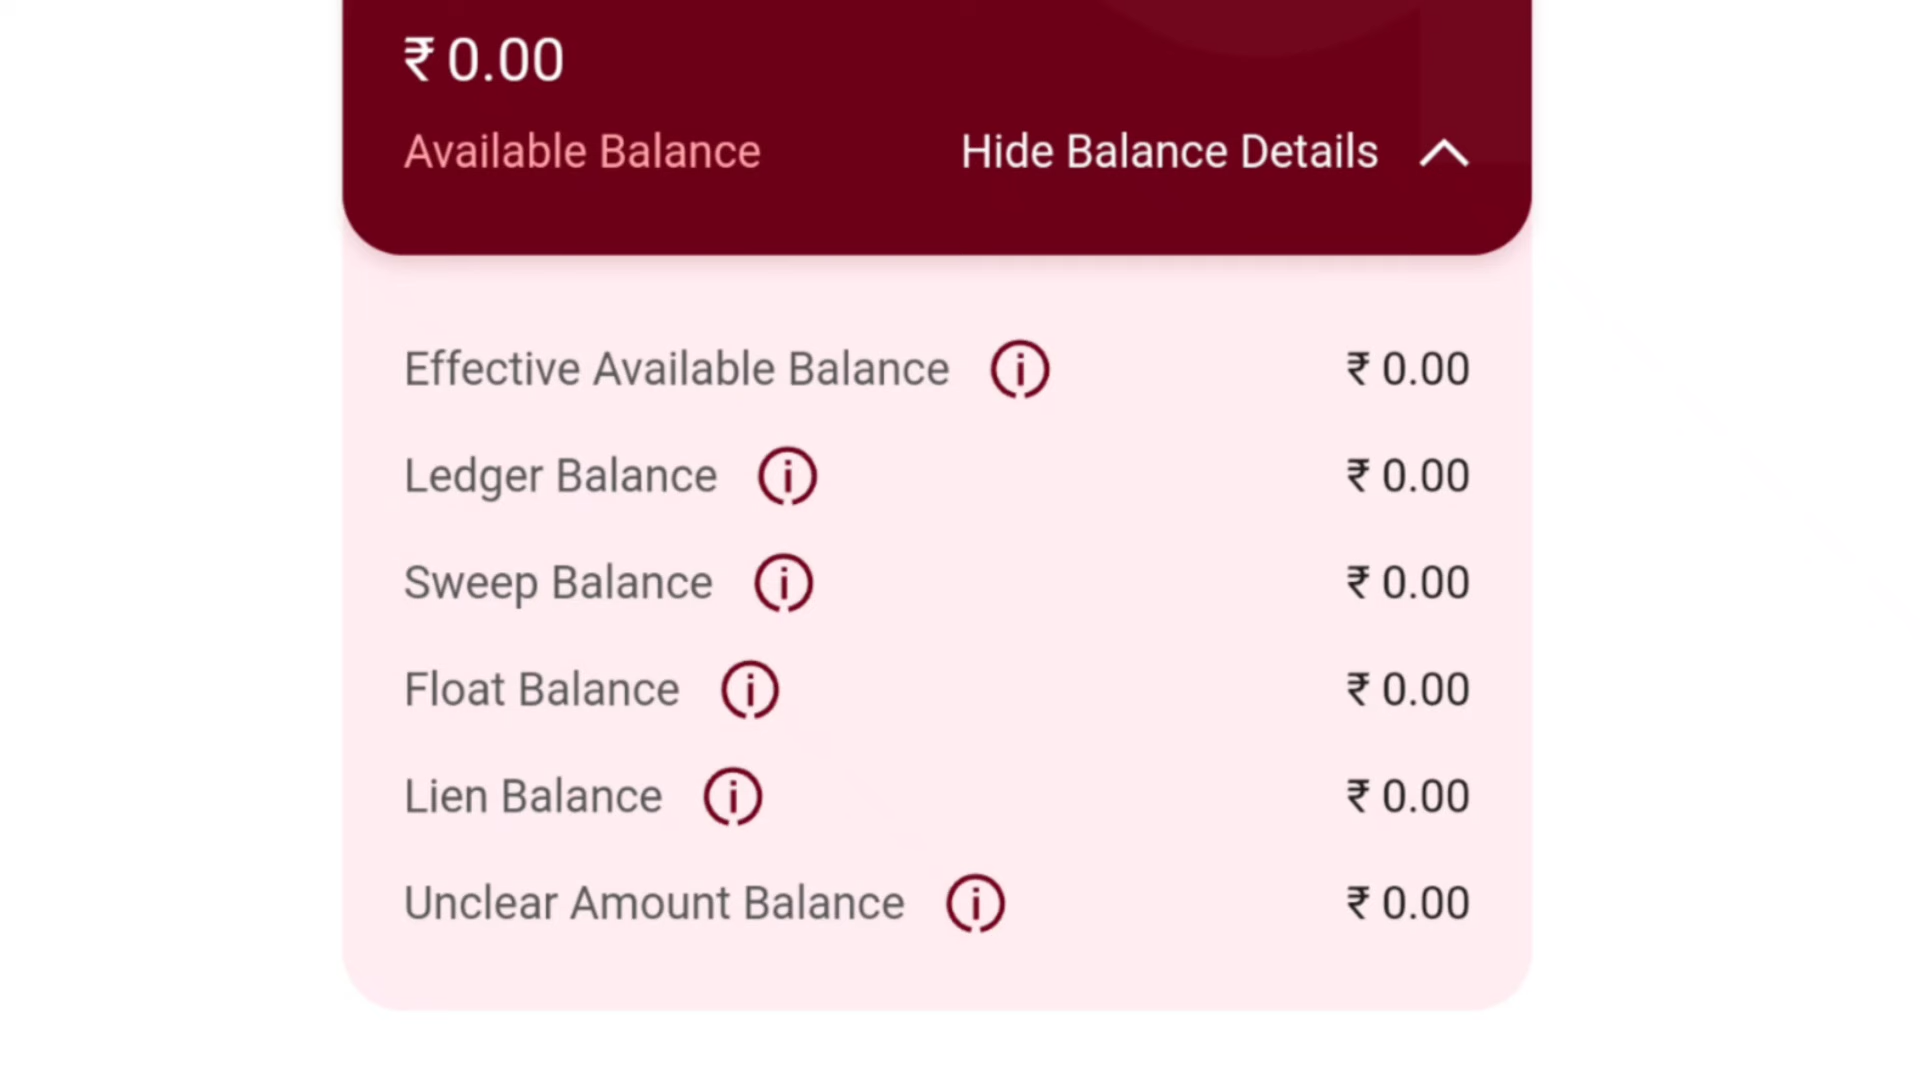 ₹ 0.00
Available Balance Hide Balance Details
Effective Available Balance ₹ 0.00
Ledger Balance ₹ 0.00
Sweep Balance ₹ 0.00
Float Balance ₹ 0.00
Lien Balance ₹ 0.00
Unclear Amount Balance ₹ 0.00